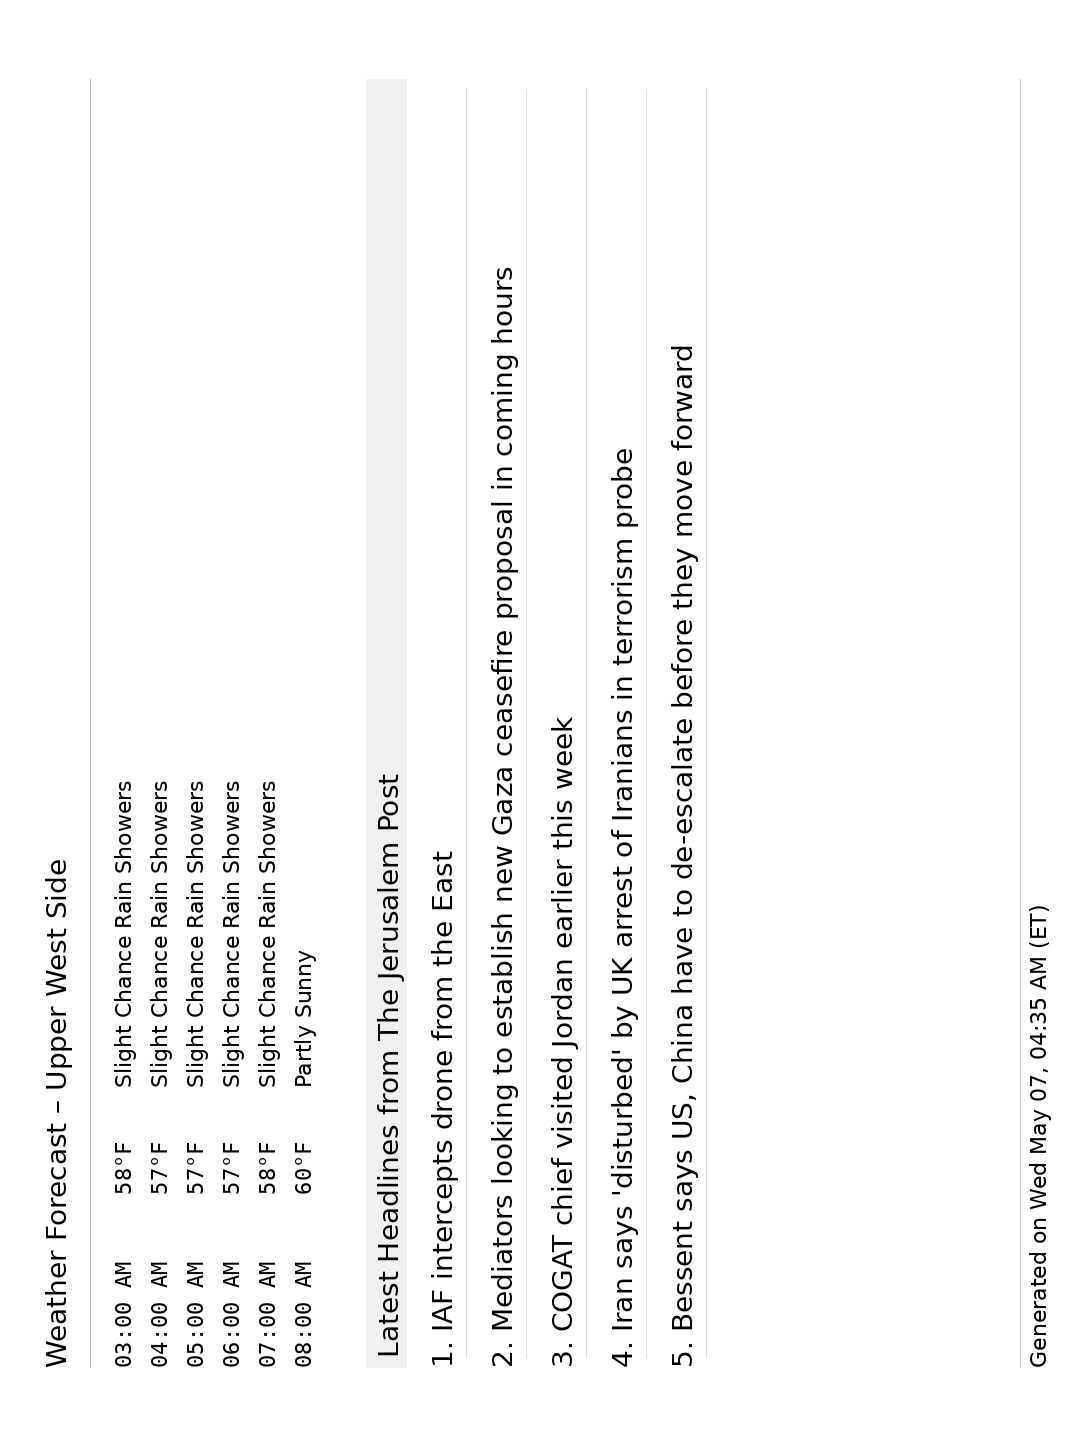 Weather Forecast – Upper West Side
03:00 AM 58°F Slight Chance Rain Showers
04:00 AM 57°F Slight Chance Rain Showers
05:00 AM 57°F Slight Chance Rain Showers
06:00 AM 57°F Slight Chance Rain Showers
07:00 AM 58°F Slight Chance Rain Showers
08:00 AM 60°F Partly Sunny
Latest Headlines from The Jerusalem Post
1. IAF intercepts drone from the East
2. Mediators looking to establish new Gaza ceasefire proposal in coming hours
3. COGAT chief visited Jordan earlier this week
4. Iran says 'disturbed' by UK arrest of Iranians in terrorism probe
5. Bessent says US, China have to de-escalate before they move forward
Generated on Wed May 07, 04:35 AM (ET)